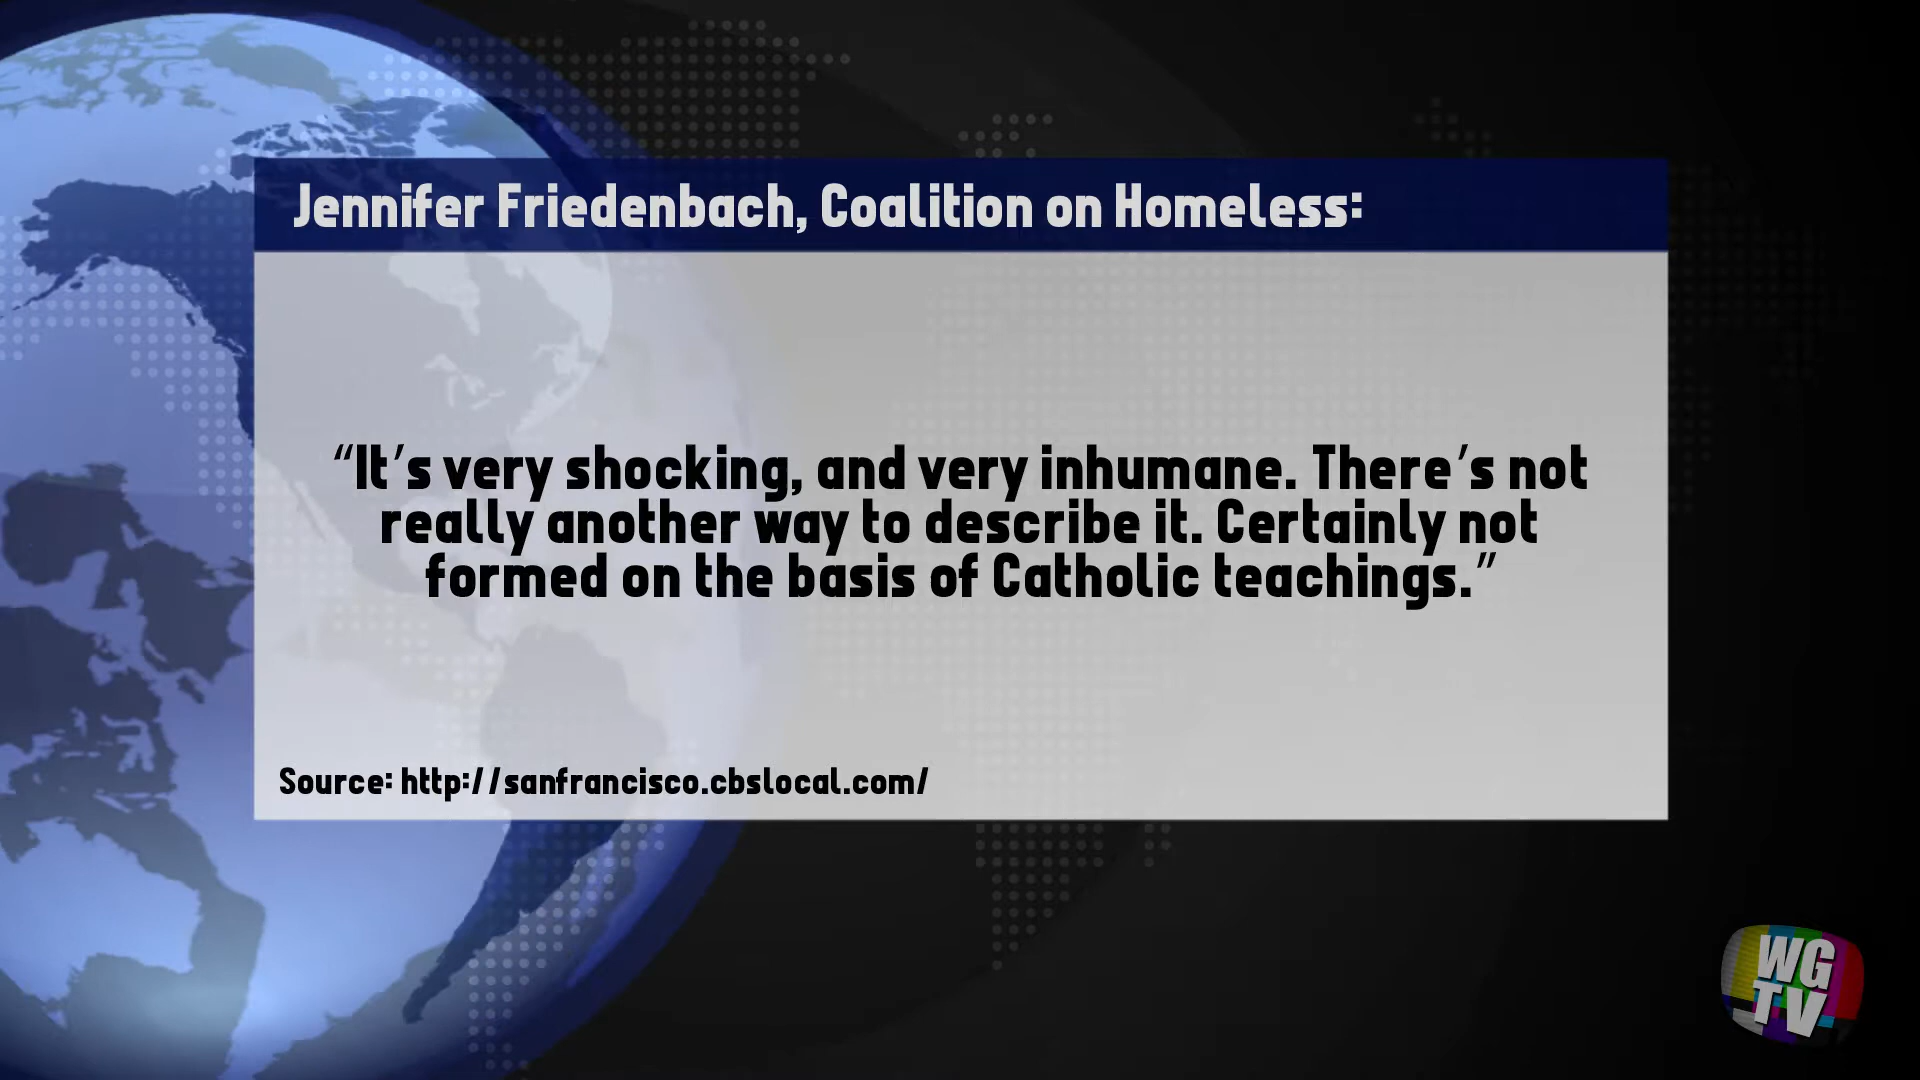 Jennifer Friedenbach, Coalition on Homeless:
“It's very shocking, and very inhumane. There's not
really another way to describe it. Certainly not
formed on the basis of Catholic teachings.”
Source: http://sanfrancisco.cbslocal.com/
WG
TV